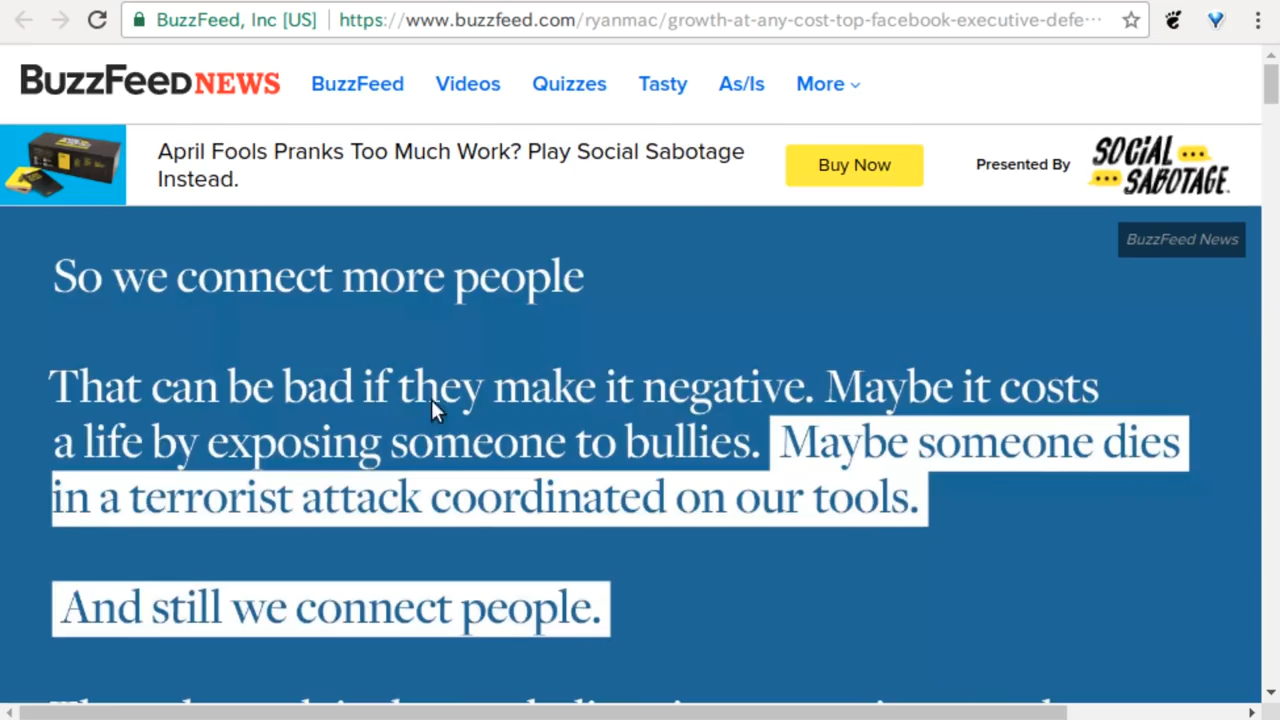 BuzzFeed, Inc [US] https://www.buzzfeed.com/ryanmac/growth-at-any-cost-top-facebook-executive-defe…
BuzzFeed NEWS BuzzFeed Videos Quizzes Tasty As/Is More
April Fools Pranks Too Much Work? Play Social Sabotage
Instead.
Buy Now
Presented By
SOCIAL
SABOTAGE.
BuzzFeed News
So we connect more people
That can be bad if they make it negative. Maybe it costs
a life by exposing someone to bullies. Maybe someone dies
in a terrorist attack coordinated on our tools.
And still we connect people.